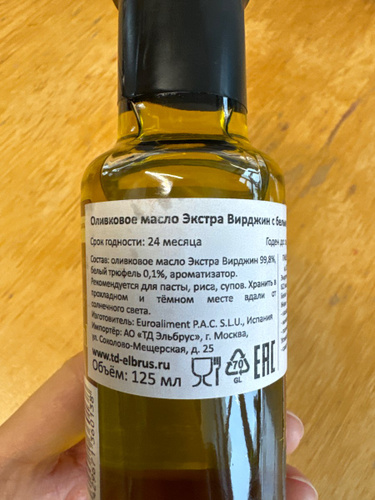 Оливковое масло Экстра Вирджин с
Срок годности: 24 месяца Годен до
Состав: оливковое масло Экстра Вирджин 99,8%,
белый трюфель 0,1%, ароматизатор.
Рекомендуется для пасты, риса, супов. Хранить в
прохладном и тёмном месте вдали от
солнечного света.
Изготовитель: Euroaliment P.A.C. S.L.U., Испания
Импортёр: АО «ТД Эльбрус», г. Москва,
ул. Соколово-Мещерская, д. 25
www.td-elbrus.ru
Объём: 125 мл
70
GL
EAC